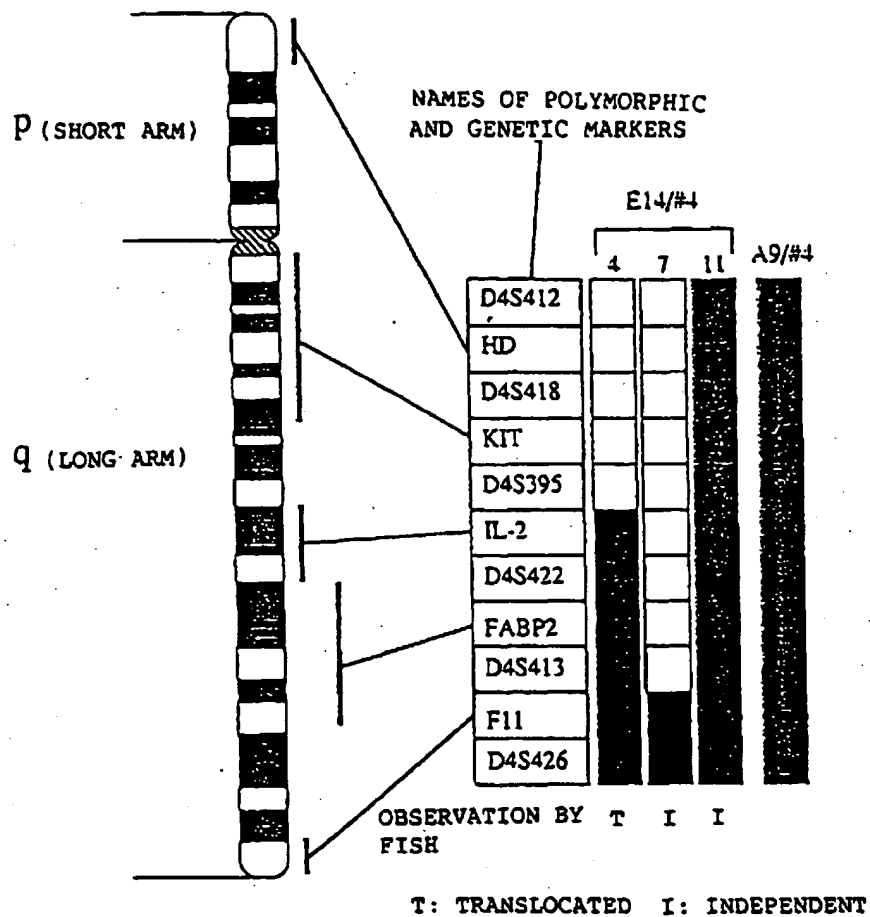 P (SHORT ARM)
q (LONG ARM)
NAMES OF POLYMORPHIC
AND GENETIC MARKERS
E14/#4
4 7 11
A9/#4
D4S412
HD
D4S418
KIT
D4S395
IL-2
D4S422
FABP2
D4S413
F11
D4S426
OBSERVATION BY T I I
FISH
T: TRANSLOCATED I: INDEPENDENT